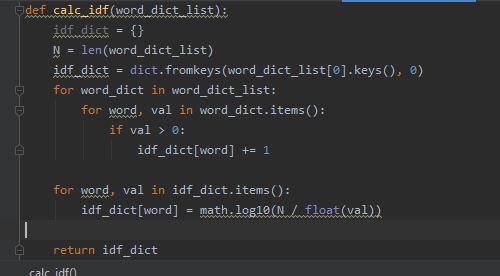 def calc_idf(word_dict_list):
    idf_dict = {}
    N = len(word_dict_list)
    idf_dict = dict.fromkeys(word_dict_list[0].keys(), 0)
    for word_dict in word_dict_list:
        for word, val in word_dict.items():
            if val > 0:
                idf_dict[word] += 1
    for word, val in idf_dict.items():
        idf_dict[word] = math.log10(N / float(val))
    return idf_dict
calc_idf()